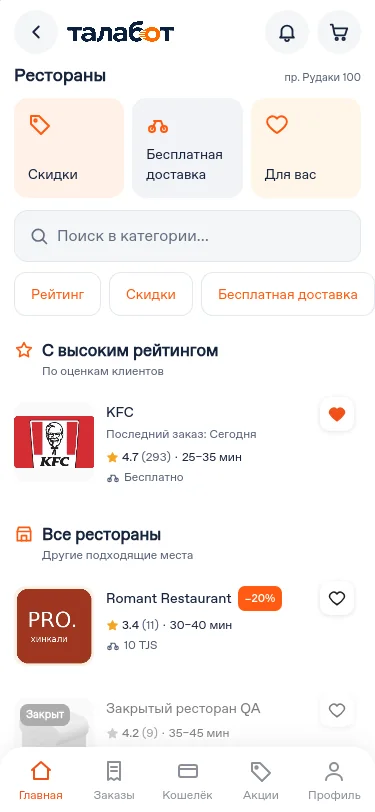 талабот
Рестораны
пр. Рудаки 100
Скидки
Бесплатная
доставка
Для вас
Поиск в категории...
Рейтинг
Скидки
Бесплатная доставка
С высоким рейтингом
По оценкам клиентов
KFC
Последний заказ: Сегодня
4.7 (293) · 25–35 мин
Бесплатно
KFC
Все рестораны
Другие подходящие места
Romant Restaurant
−20%
3.4 (11) · 30–40 мин
10 TJS
PRO.
ХИНКАЛИ
Закрытый ресторан QA
Закрыт
4.2 (9) · 35–45 мин
Главная
Заказы
Кошелёк
Акции
Профиль